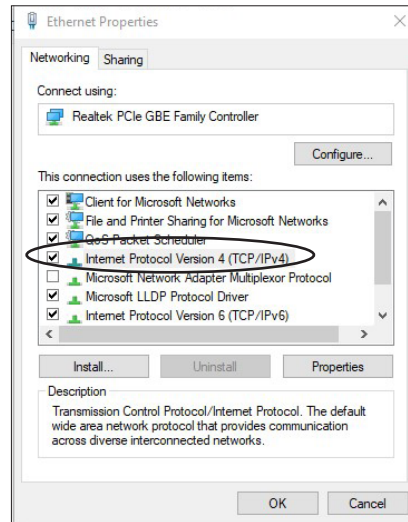 Ethernet Properties
Networking Sharing
Connect using:
Realtek PCIe GBE Family Controller
Configure...
This connection uses the following items:
Client for Microsoft Networks
File and Printer Sharing for Microsoft Networks
QoS Packet Scheduler
Internet Protocol Version 4 (TCP/IPv4)
Microsoft Network Adapter Multiplexor Protocol
Microsoft LLDP Protocol Driver
Internet Protocol Version 6 (TCP/IPv6)
Install... Uninstall Properties
Description
Transmission Control Protocol/Internet Protocol. The default
wide area network protocol that provides communication
across diverse interconnected networks.
OK Cancel